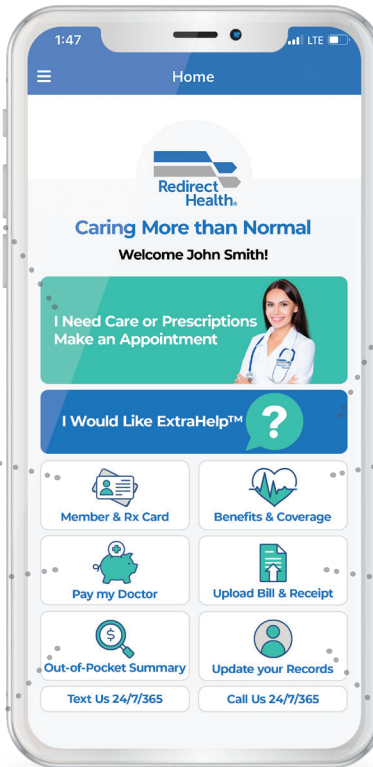 1:47
LTE
Home
Redirect
Health®
Caring More than Normal
Welcome John Smith!
I Need Care or Prescriptions
Make an Appointment
I Would Like ExtraHelp™
?
Member & Rx Card
Benefits & Coverage
Pay my Doctor
Upload Bill & Receipt
$
Out-of-Pocket Summary
Update your Records
Text Us 24/7/365
Call Us 24/7/365